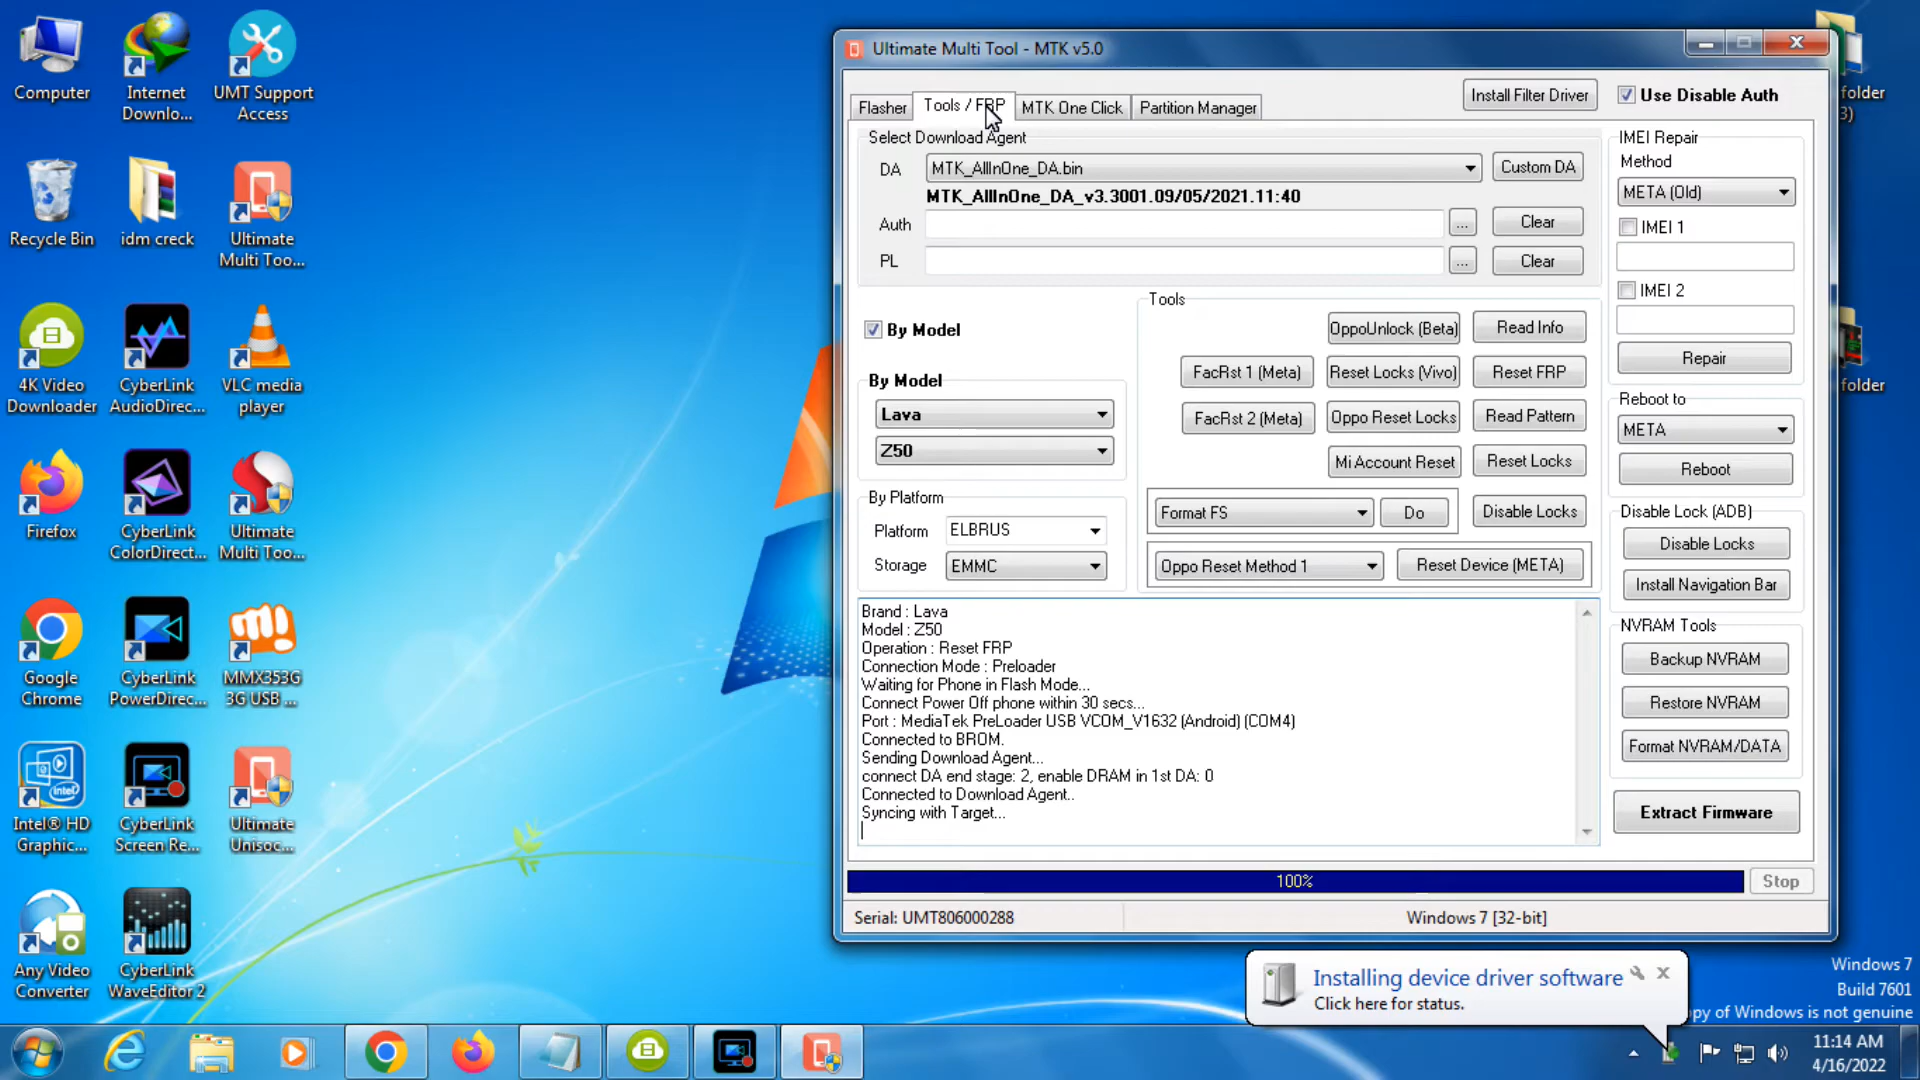 Computer
Internet
Downlo...
UMT Support
Access
Recycle Bin
idm creck
Ultimate
Multi Too...
4K Video
Downloader
CyberLink
AudioDirec...
VLC media
player
Firefox
CyberLink
ColorDirect...
Ultimate
Multi Too...
Google
Chrome
CyberLink
PowerDirec...
MMX353G
3G USB ...
Intel® HD
Graphic...
CyberLink
Screen Re...
Ultimate
Unisoc...
Any Video
Converter
CyberLink
WaveEditor 2
Ultimate Multi Tool - MTK v5.0
Flasher
Tools / FRP
MTK One Click
Partition Manager
Install Filter Driver
Use Disable Auth
Select Download Agent
DA
MTK_AllInOne_DA.bin
Custom DA
MTK_AllInOne_DA_v3.3001.09/05/2021.11:40
Auth
...
Clear
PL
...
Clear
By Model
By Model
Lava
Z50
By Platform
Platform
ELBRUS
Storage
EMMC
Tools
OppoUnlock (Beta)
Read Info
FacRst 1 (Meta)
Reset Locks (Vivo)
Reset FRP
FacRst 2 (Meta)
Oppo Reset Locks
Read Pattern
Mi Account Reset
Reset Locks
Format FS
Do
Disable Locks
Oppo Reset Method 1
Reset Device (META)
IMEI Repair
Method
META (Old)
IMEI 1
IMEI 2
Repair
Reboot to
META
Reboot
Disable Lock (ADB)
Disable Locks
Install Navigation Bar
NVRAM Tools
Backup NVRAM
Restore NVRAM
Format NVRAM/DATA
Extract Firmware
Brand : Lava
Model : Z50
Operation : Reset FRP
Connection Mode : Preloader
Waiting for Phone in Flash Mode...
Connect Power Off phone within 30 secs...
Port : MediaTek PreLoader USB VCOM_V1632 (Android) (COM4)
Connected to BROM.
Sending Download Agent...
connect DA end stage: 2, enable DRAM in 1st DA: 0
Connected to Download Agent..
Syncing with Target...
100%
Stop
Serial: UMT806000288
Windows 7 [32-bit]
folder
3)
folder
Installing device driver software
Click here for status.
Windows 7
Build 7601
opy of Windows is not genuine
11:14 AM
4/16/2022